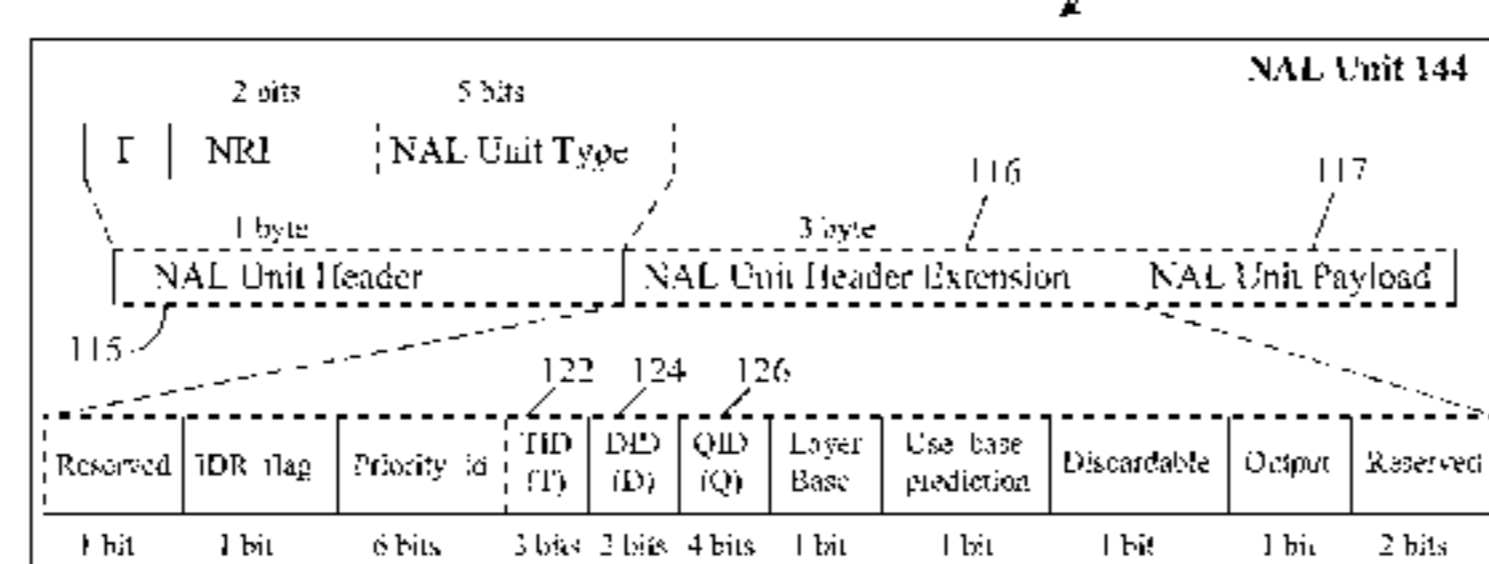 NAL Unit 144
2 bits 5 bits
F NRI NAL Unit Type
116 117
1 byte 3 byte
NAL Unit Header NAL Unit Header Extension NAL Unit Payload
115
122 124 126
Reserved IDR flag Priority id TID (T) DID (D) QID (Q) Layer Base Use base prediction Discardable Output Reserved
1 bit 1 bit 6 bits 3 bits 4 bits 1 bit 1 bit 1 bit 1 bit 2 bits